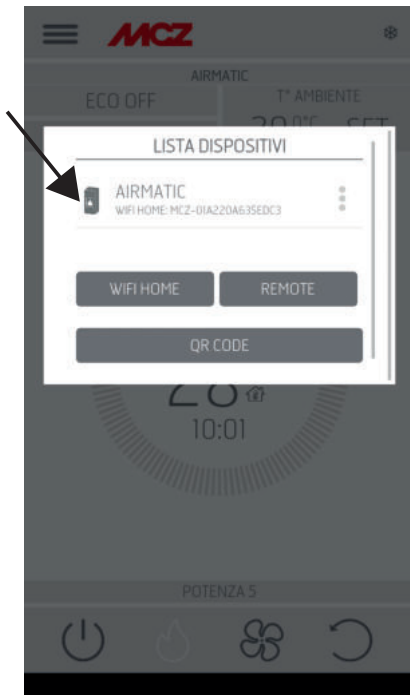 MCZ
AIRMATIC
ECO OFF
T° AMBIENTE
SET
LISTA DISPOSITIVI
AIRMATIC
WIFI HOME: MCZ-01A220A635EDC3
WIFI HOME
REMOTE
QR CODE
10:01
POTENZA 5